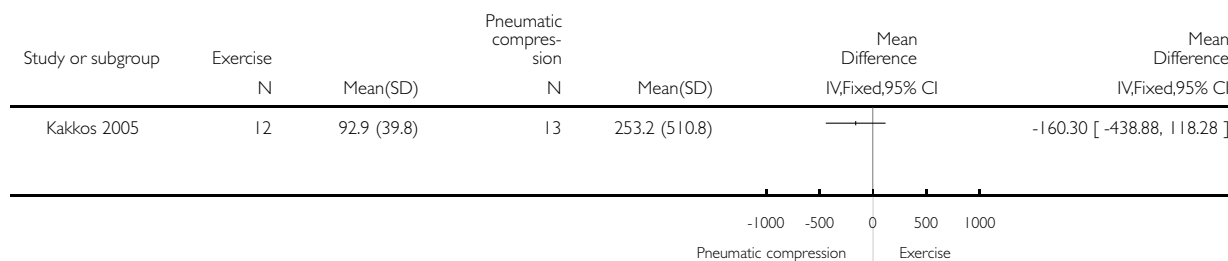 Study or subgroup Exercise Pneumatic compres- sion Mean Difference Mean Difference
N Mean(SD) N Mean(SD) IV,Fixed,95% CI IV,Fixed,95% CI
Kakkos 2005 12 92.9 (39.8) 13 253.2 (510.8) -160.30 [ -438.88, 118.28 ]
-1000 -500 0 500 1000
Pneumatic compression Exercise